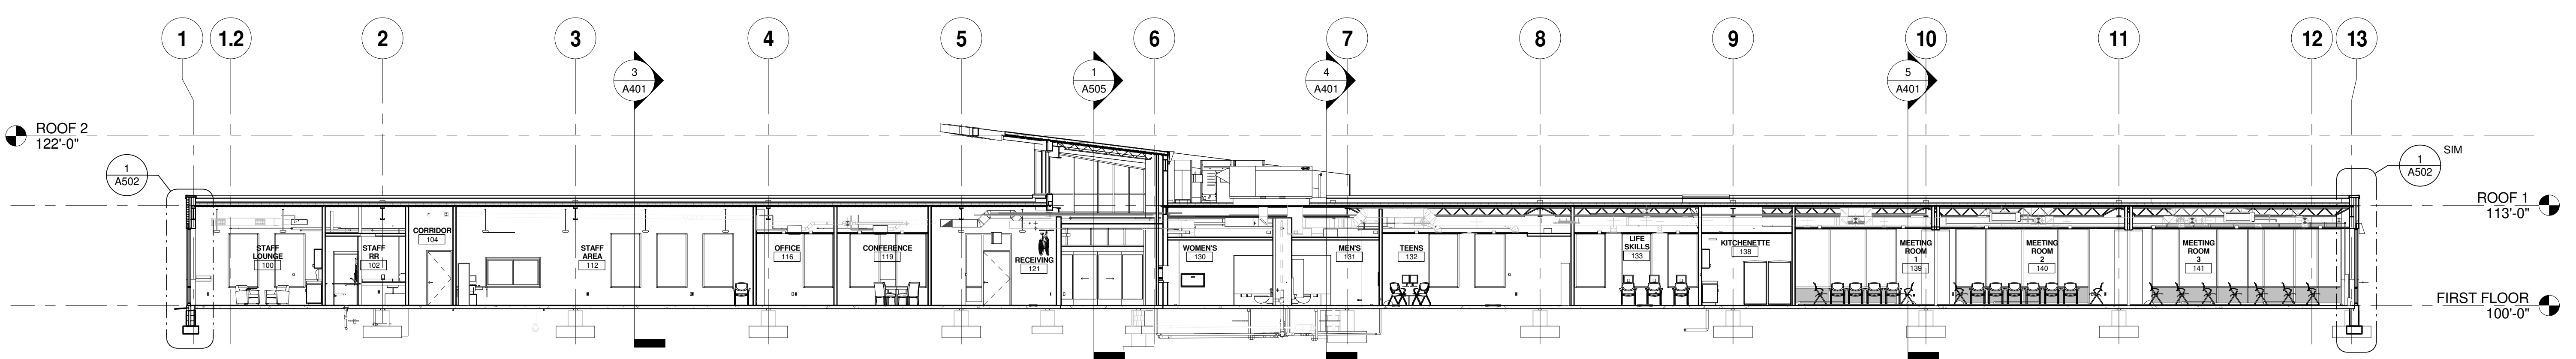 1
1.2
2
3
4
5
6
7
8
9
10
11
12
13
3
A401
1
A505
4
A401
5
A401
ROOF 2
122'-0"
1
A502
1
A502
SIM
ROOF 1
113'-0"
STAFF
LOUNGE
100
STAFF
RR
102
CORRIDOR
104
STAFF
AREA
112
OFFICE
116
CONFERENCE
119
RECEIVING
121
WOMEN'S
130
MEN'S
131
TEENS
132
LIFE
SKILLS
133
KITCHENETTE
138
MEETING
ROOM
1
139
MEETING
ROOM
2
140
MEETING
ROOM
3
141
FIRST FLOOR
100'-0"